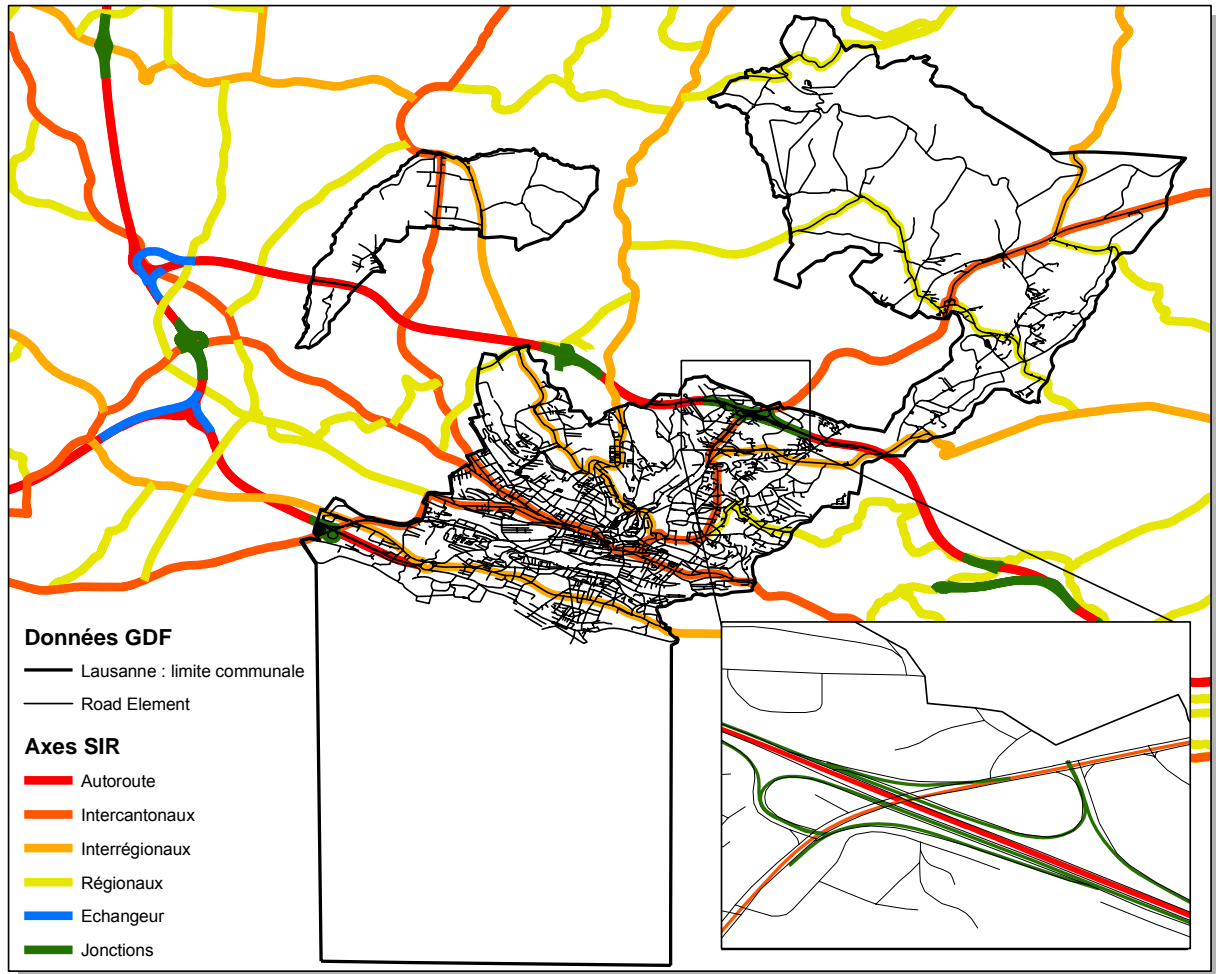 Données GDF
Lausanne : limite communale
Road Element
Axes SIR
Autoroute
Intercantonaux
Interrégionaux
Régionaux
Echangeur
Jonctions